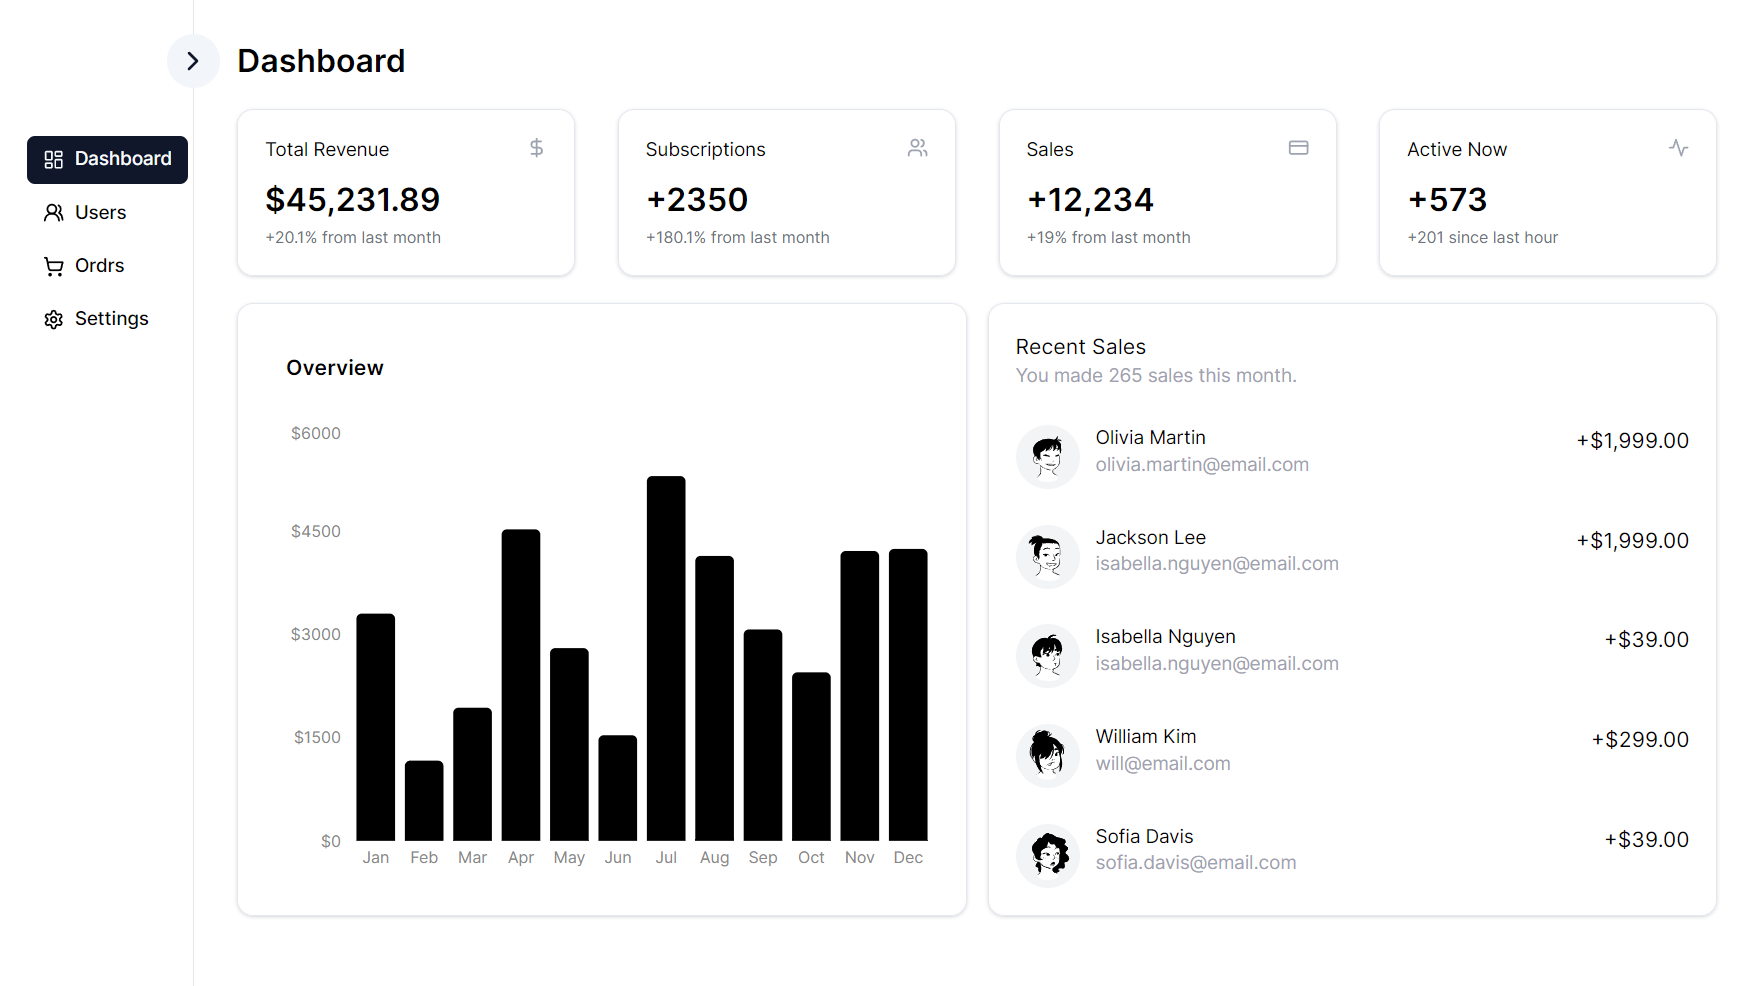 Dashboard
Dashboard
Users
Ordrs
Settings
Total Revenue
$45,231.89
+20.1% from last month
Subscriptions
+2350
+180.1% from last month
Sales
+12,234
+19% from last month
Active Now
+573
+201 since last hour
Overview
$6000
$4500
$3000
$1500
$0
Jan Feb Mar Apr May Jun Jul Aug Sep Oct Nov Dec
Recent Sales
You made 265 sales this month.
Olivia Martin
olivia.martin@email.com
+$1,999.00
Jackson Lee
isabella.nguyen@email.com
+$1,999.00
Isabella Nguyen
isabella.nguyen@email.com
+$39.00
William Kim
will@email.com
+$299.00
Sofia Davis
sofia.davis@email.com
+$39.00